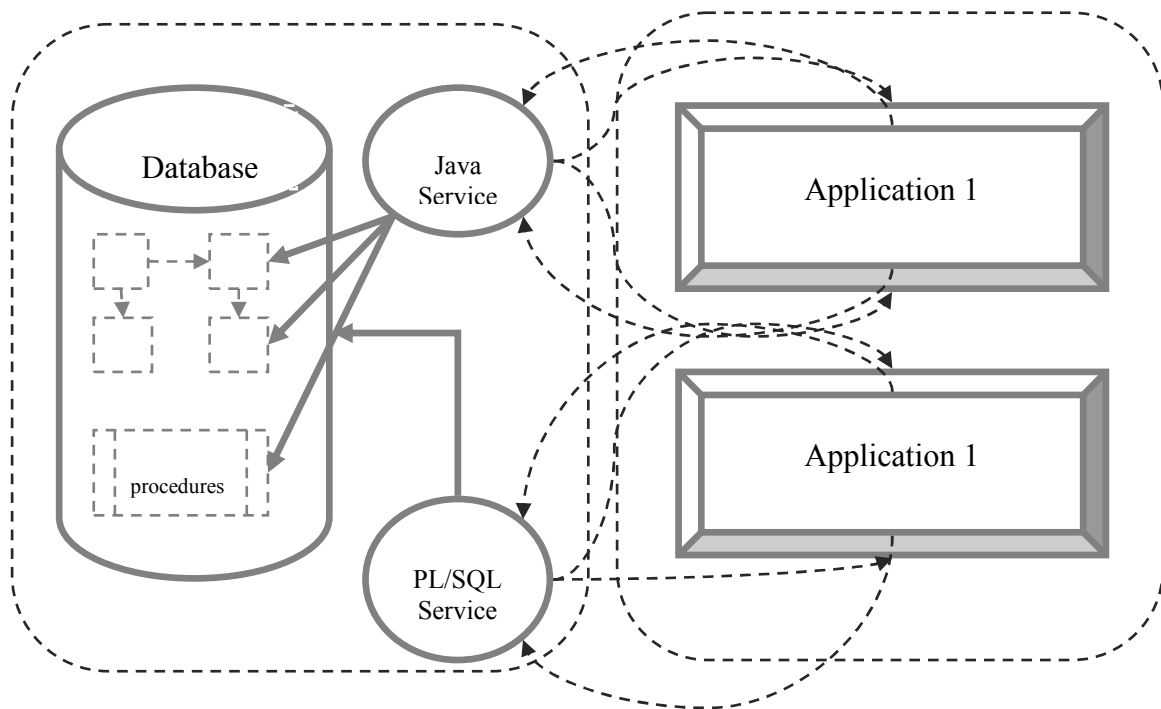 Database
Java
Service
Application 1
procedures
Application 1
PL/SQL
Service